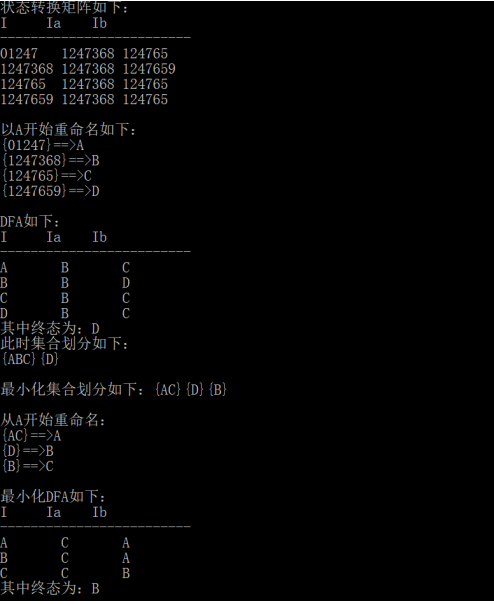 状态转换矩阵如下:
I Ia Ib
--------------------------
01247 1247368 124765
1247368 1247368 1247659
124765 1247368 124765
1247659 1247368 124765
以A开始重命名如下:
{01247}==>A
{1247368}==>B
{124765}==>C
{1247659}==>D
DFA如下:
I Ia Ib
--------------------------
A B C
B B D
C B C
D B C
其中终态为: D
此时集合划分如下:
{ABC}{D}
最小化集合划分如下: {AC}{D}{B}
从A开始重命名:
{AC}==>A
{D}==>B
{B}==>C
最小化DFA如下:
I Ia Ib
--------------------------
A C A
B C A
C C B
其中终态为: B